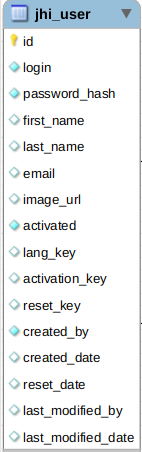 jhi_user
id
login
password_hash
first_name
last_name
email
image_url
activated
lang_key
activation_key
reset_key
created_by
created_date
reset_date
last_modified_by
last_modified_date